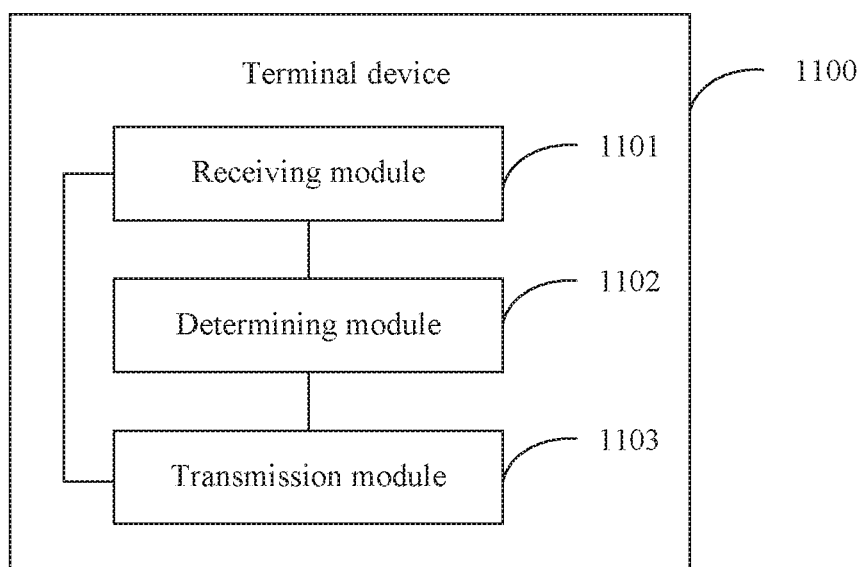 Terminal device
1100
Receiving module
1101
Determining module
1102
Transmission module
1103